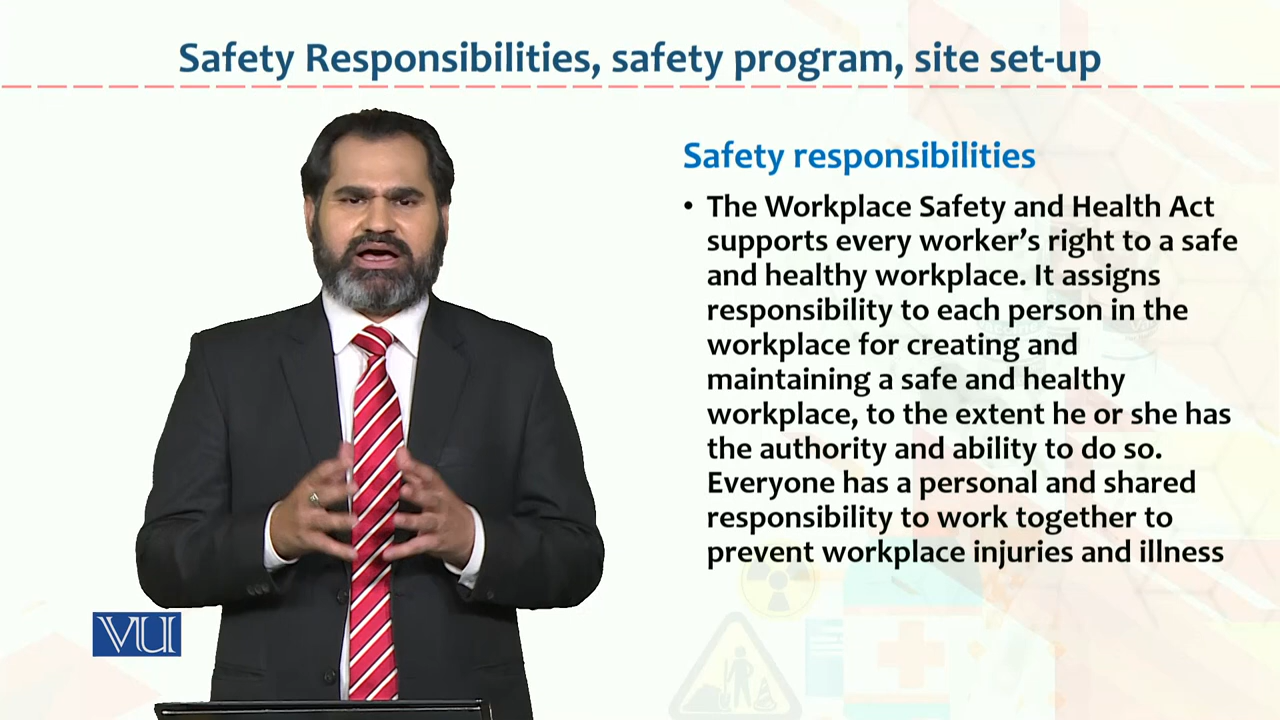 Safety Responsibilities, safety program, site set-up
Safety responsibilities
• The Workplace Safety and Health Act
supports every worker’s right to a safe
and healthy workplace. It assigns
responsibility to each person in the
workplace for creating and
maintaining a safe and healthy
workplace, to the extent he or she has
the authority and ability to do so.
Everyone has a personal and shared
responsibility to work together to
prevent workplace injuries and illness
VU